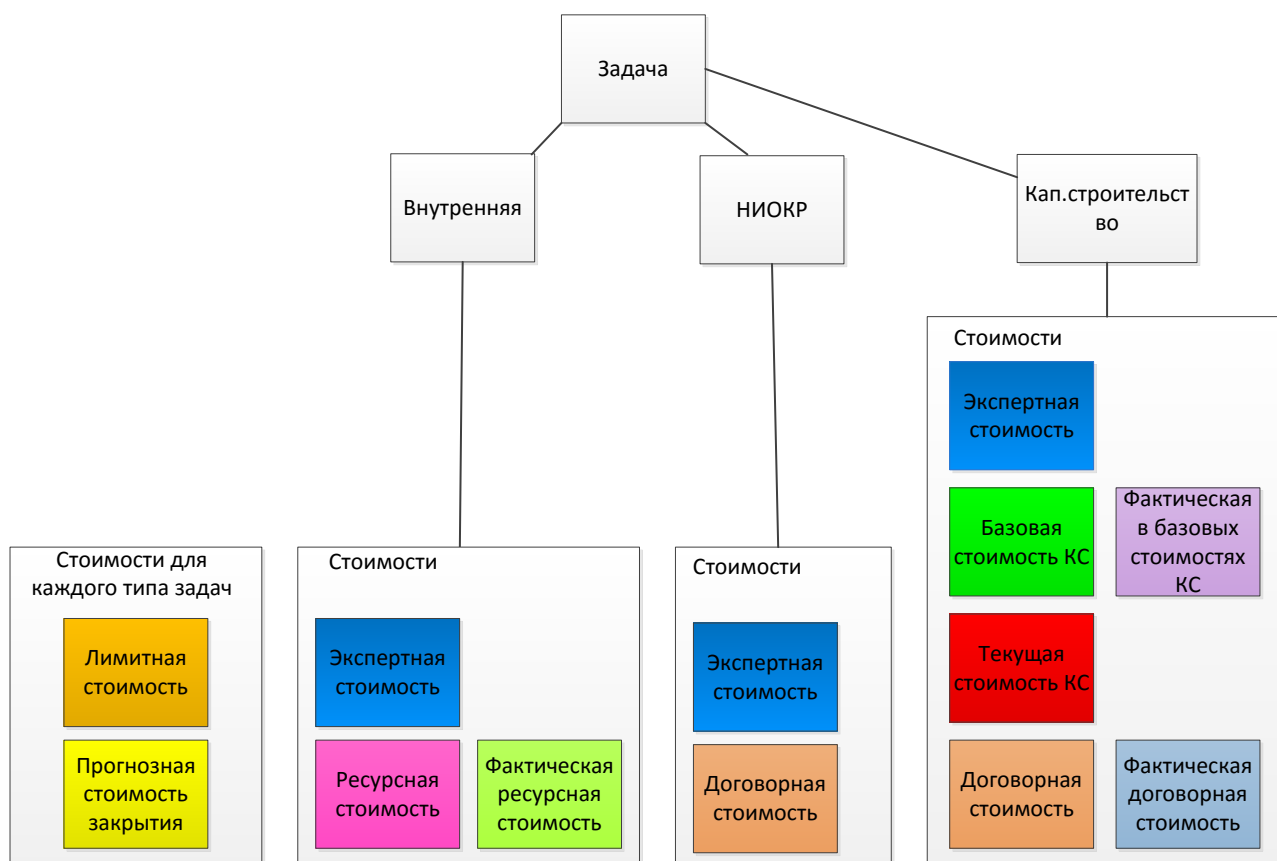 Задача
Внутренняя
НИОКР
Кап.строительст
во
Стоимости для
каждого типа задач
Лимитная
стоимость
Прогнозная
стоимость
закрытия
Стоимости
Экспертная
стоимость
Ресурсная
стоимость
Фактическая
ресурсная
стоимость
Стоимости
Экспертная
стоимость
Договорная
стоимость
Стоимости
Экспертная
стоимость
Базовая
стоимость КС
Фактическая
в базовых
стоимостях
КС
Текущая
стоимость КС
Договорная
стоимость
Фактическая
договорная
стоимость